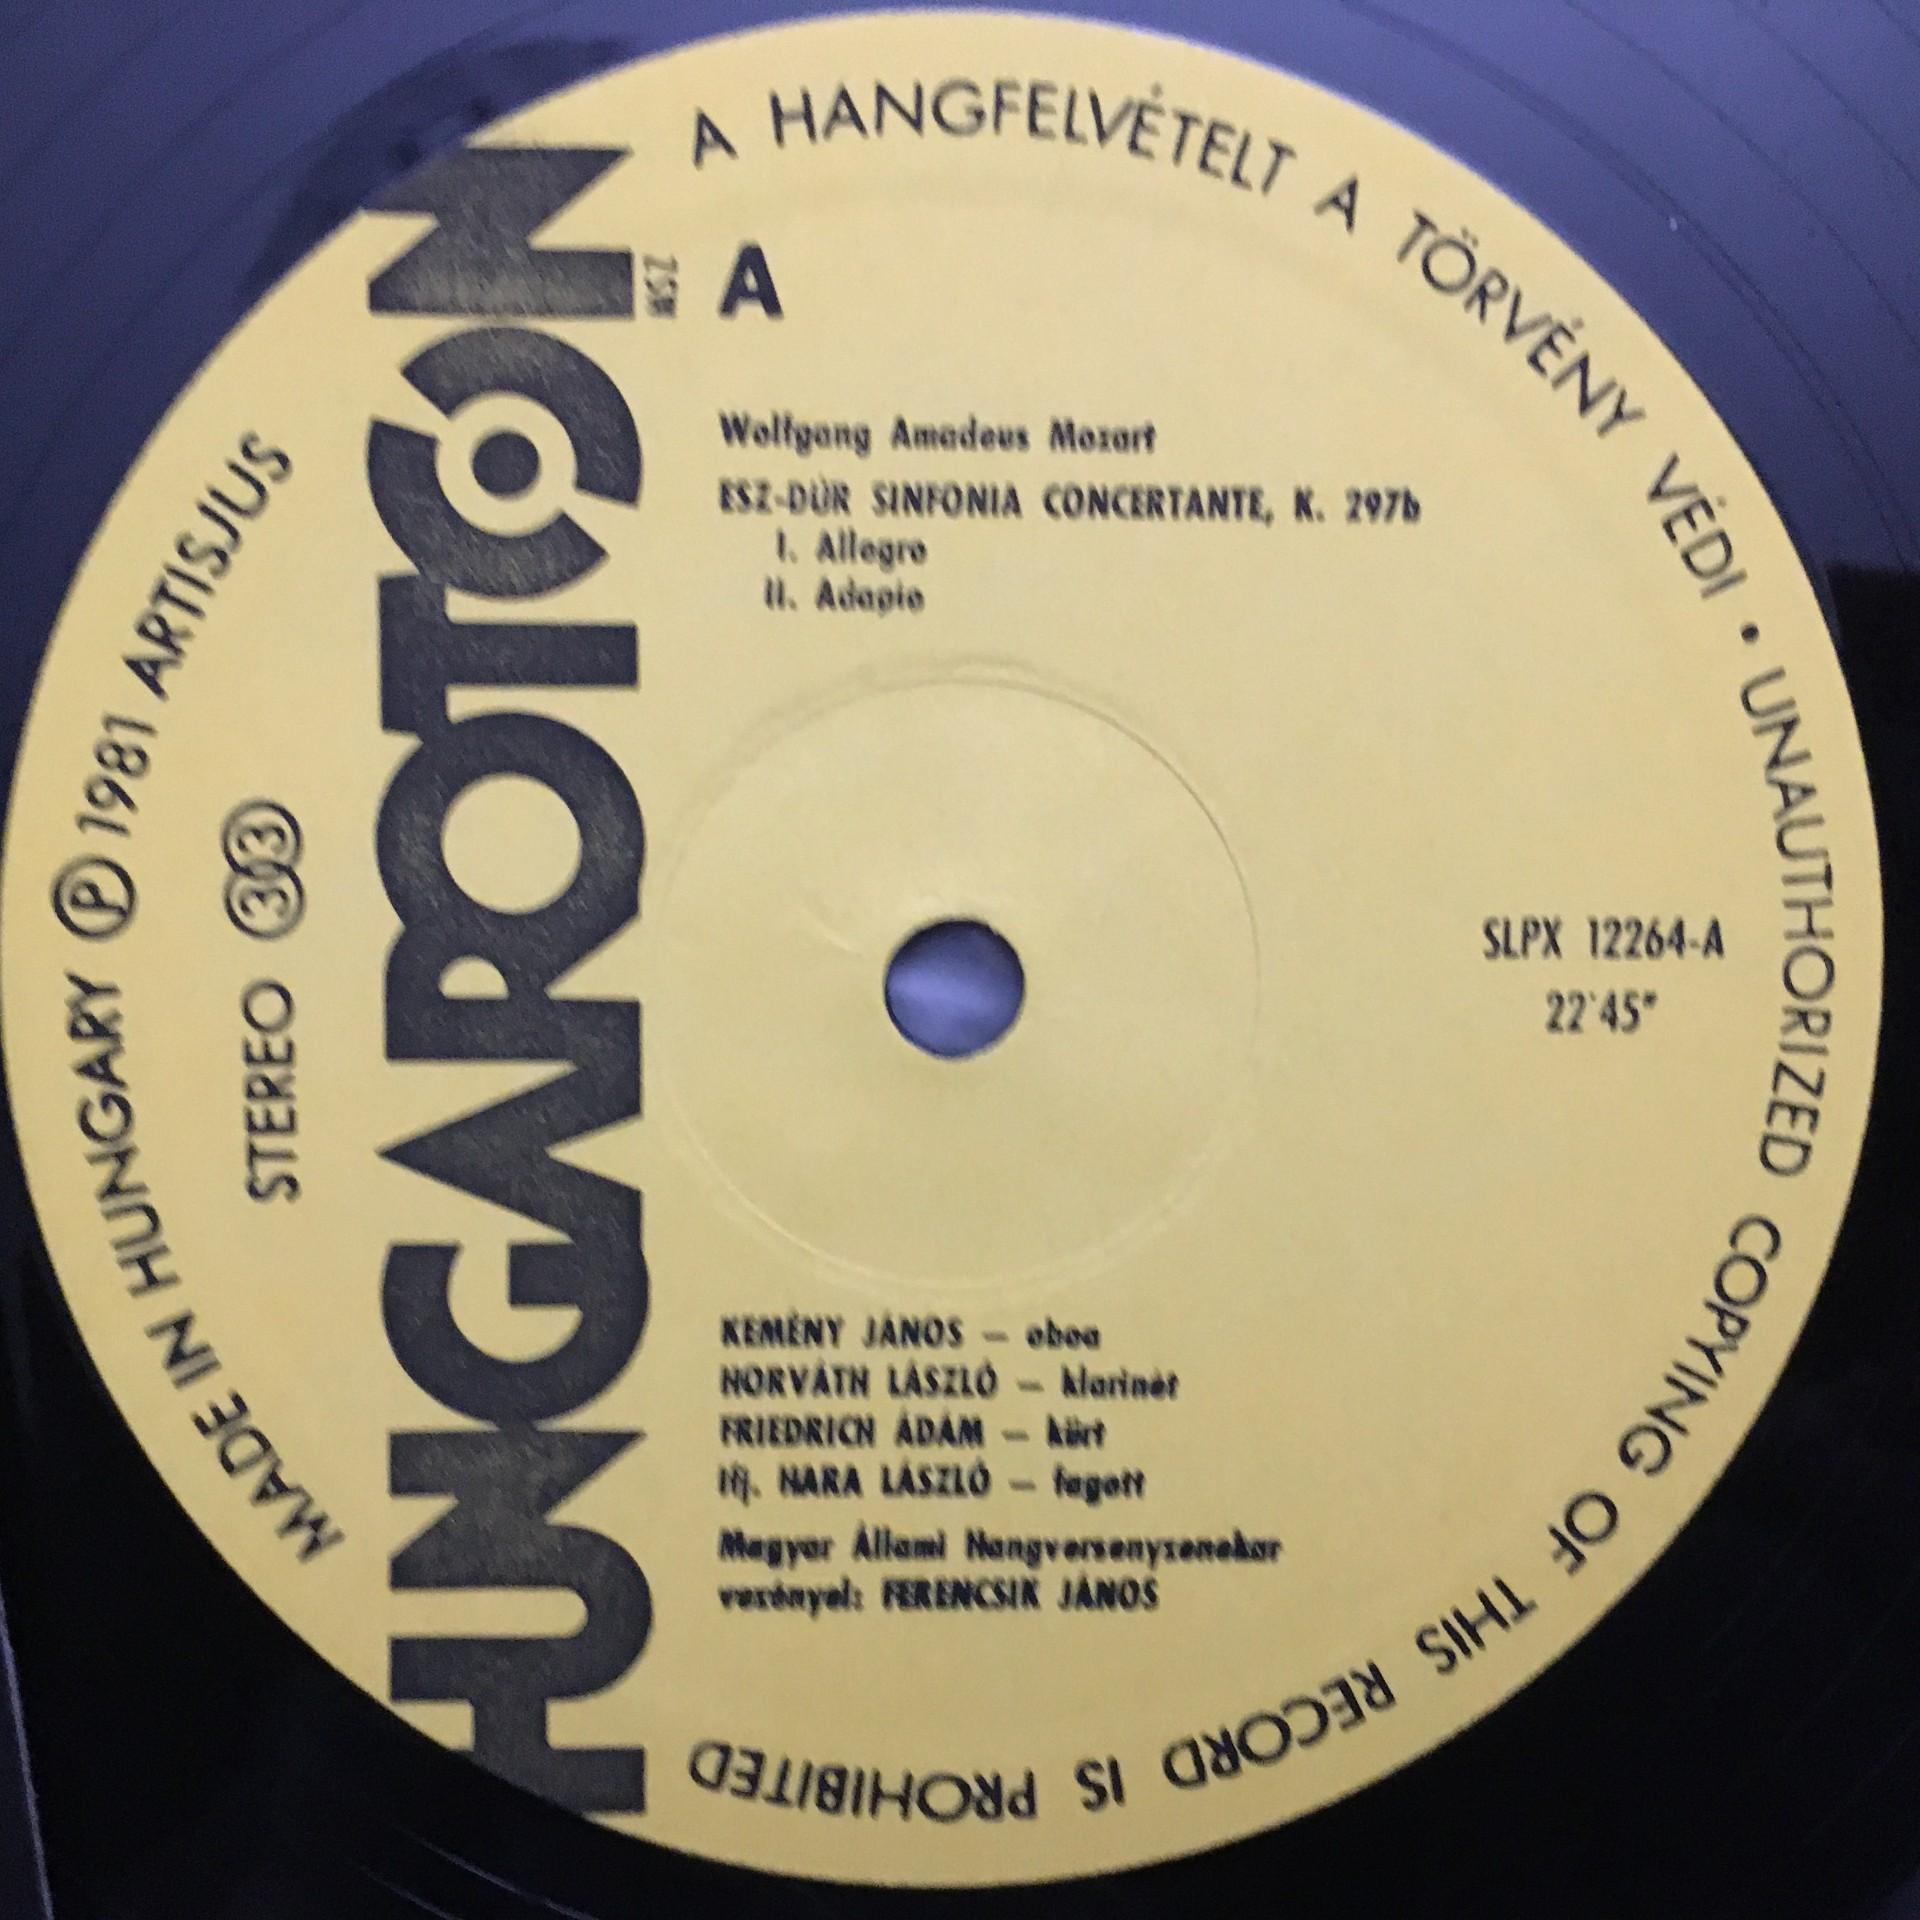 A HANGFELVÉTELT A TÖRVÉNY VÉDI • UNAUTHORIZED COPYING OF THIS RECORD IS PROHIBITED
MADE IN HUNGARY Ⓟ 1981 ARTISJUS
STEREO 33
HUNGAROTON
A
Wolfgang Amadeus Mozart
ESZ-DÚR SINFONIA CONCERTANTE, K. 297b
I. Allegro
II. Adagio
SLPX 12264-A
22'45"
KEMÉNY JÁNOS — oboa
HORVÁTH LÁSZLÓ — klarinét
FRIEDRICH ÁDÁM — kürt
Ifj. HARA LÁSZLÓ — fagott
Magyar Állami Hangversenyzenekar
vezényel: FERENCSIK JÁNOS